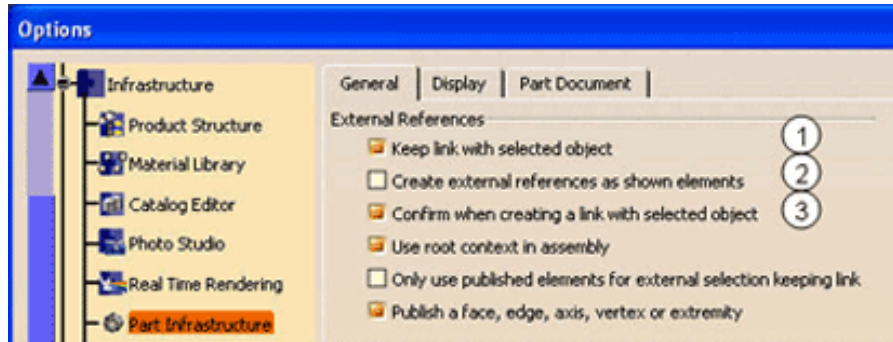 Options
Infrastructure
Product Structure
Material Library
Catalog Editor
Photo Studio
Real Time Rendering
Part Infrastructure
General Display Part Document
External References
Keep link with selected object 1
Create external references as shown elements 2
Confirm when creating a link with selected object 3
Use root context in assembly
Only use published elements for external selection keeping link
Publish a face, edge, axis, vertex or extremity